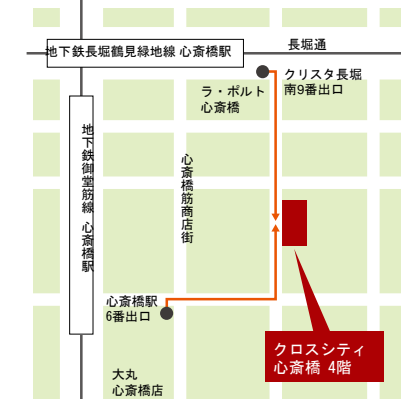 地下鉄長堀鶴見緑地線 心斎橋駅
長堀通
クリスタ長堀
南9番出口
ラ・ポルト
心斎橋
地下鉄御堂筋線 心斎橋駅
心斎橋筋商店街
心斎橋駅
6番出口
クロスシティ
心斎橋 4階
大丸
心斎橋店